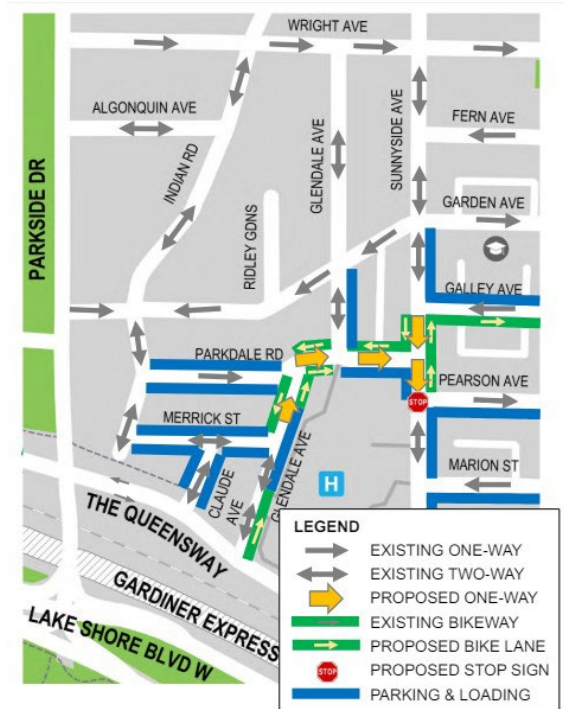 WRIGHT AVE
ALGONQUIN AVE
FERN AVE
SUNNYSIDE AVE
GLENDALE AVE
INDIAN RD
PARKSIDE DR
RIDLEY GDNS
GARDEN AVE
GALLEY AVE
PARKDALE RD
PEARSON AVE
STOP
MERRICK ST
MARION ST
H
CLAUDE
AVE
GLENDALE AVE
THE QUEENSWAY
GARDINER EXPRESS
LAKE SHORE BLVD W
LEGEND
EXISTING ONE-WAY
EXISTING TWO-WAY
PROPOSED ONE-WAY
EXISTING BIKEWAY
PROPOSED BIKE LANE
STOP PROPOSED STOP SIGN
PARKING & LOADING